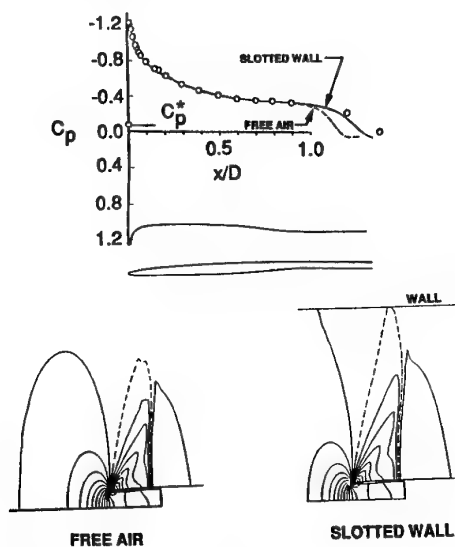 -1.2
-0.8
SLOTTED WALL
-0.4
Cp*
FREE AIR
Cp
0.0
0.5
1.0
x/D
0.4
0.8
1.2
WALL
FREE AIR
SLOTTED WALL